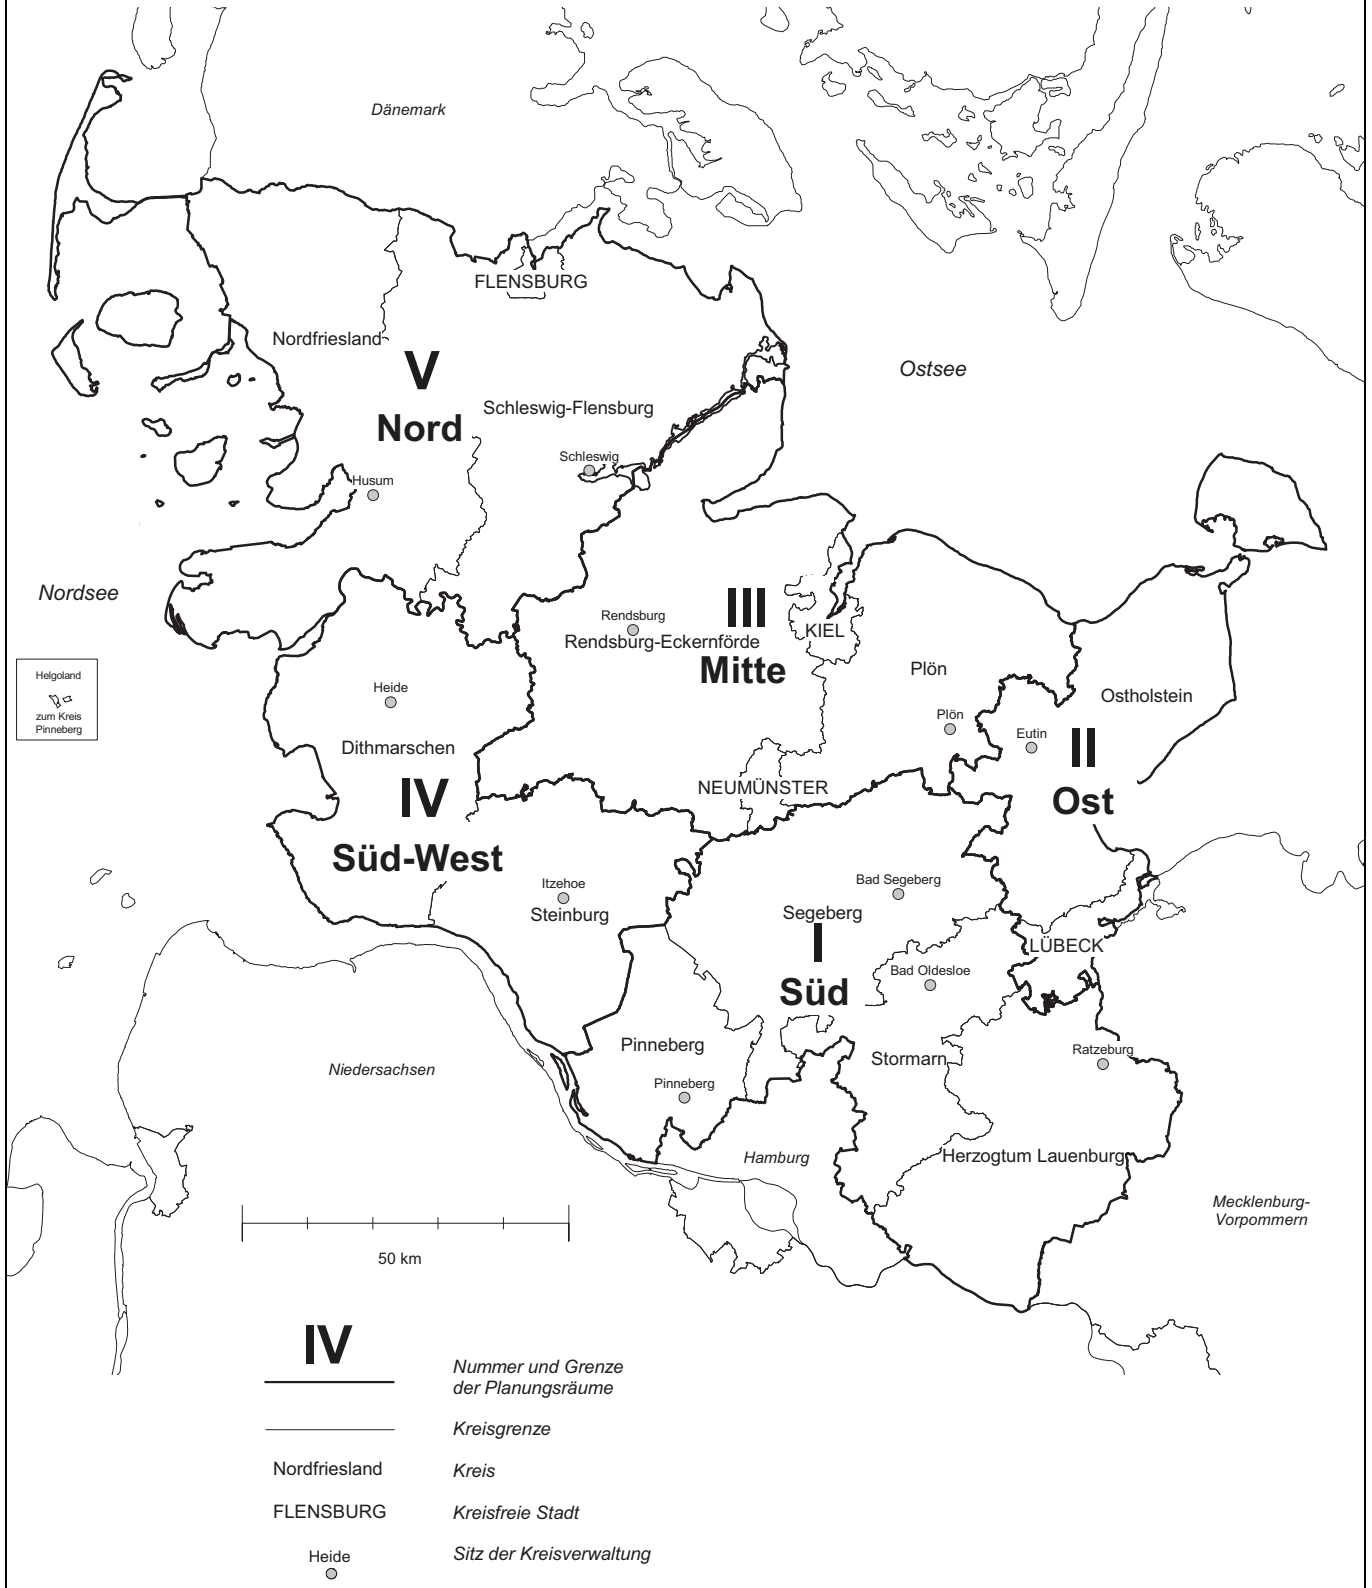 Dänemark
FLENSBURG
Nordfriesland
V
Nord
Ostsee
Schleswig-Flensburg
Schleswig
Husum
Nordsee
III
Rendsburg
Rendsburg-Eckernförde
KIEL
Mitte
Helgoland
zum Kreis
Pinneberg
Heide
Plön
Ostholstein
Plön
Eutin
II
Dithmarschen
IV
NEUMÜNSTER
Ost
Süd-West
Itzehoe
Steinburg
Bad Segeberg
Segeberg
I
LÜBECK
Süd
Bad Oldesloe
Pinneberg
Stormarn
Ratzeburg
Niedersachsen
Pinneberg
Hamburg
Herzogtum Lauenburg
Mecklenburg-
Vorpommern
50 km
IV
Nummer und Grenze
der Planungsräume
Kreisgrenze
Nordfriesland
Kreis
FLENSBURG
Kreisfreie Stadt
Heide
Sitz der Kreisverwaltung